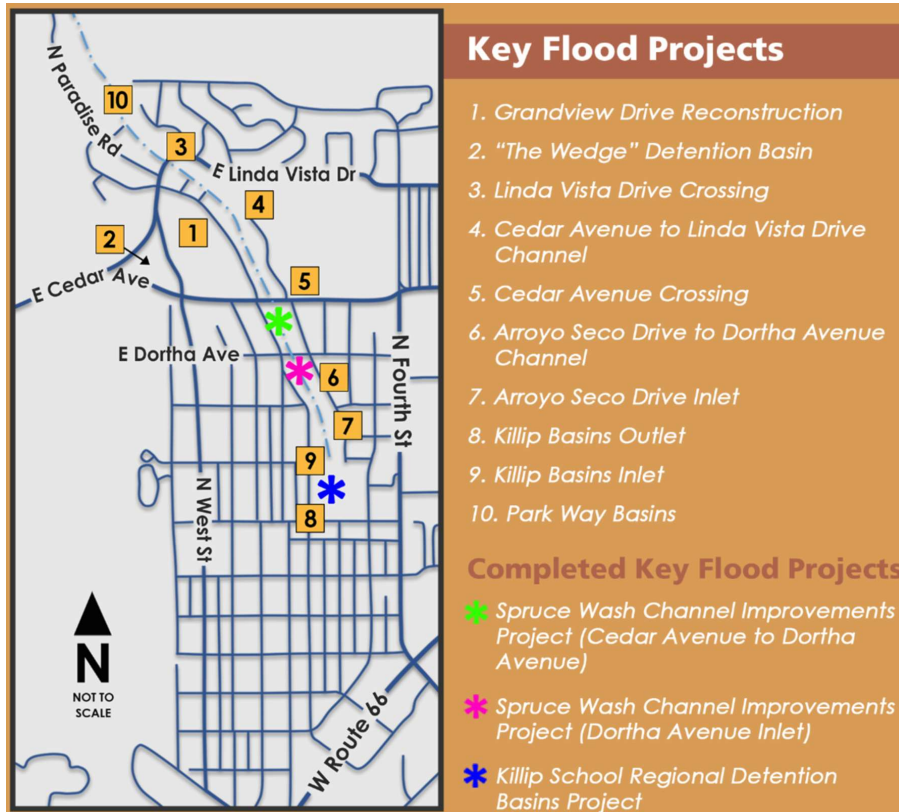 N Paradise Rd
10
3
E Linda Vista Dr
4
1
2
E Cedar Ave
5
E Dortha Ave
N Fourth St
6
7
9
N West St
8
N
NOT TO
SCALE
W Route 66
Key Flood Projects
1. Grandview Drive Reconstruction
2. “The Wedge” Detention Basin
3. Linda Vista Drive Crossing
4. Cedar Avenue to Linda Vista Drive
Channel
5. Cedar Avenue Crossing
6. Arroyo Seco Drive to Dortha Avenue
Channel
7. Arroyo Seco Drive Inlet
8. Killip Basins Outlet
9. Killip Basins Inlet
10. Park Way Basins
Completed Key Flood Projects
Spruce Wash Channel Improvements
Project (Cedar Avenue to Dortha
Avenue)
Spruce Wash Channel Improvements
Project (Dortha Avenue Inlet)
Killip School Regional Detention
Basins Project